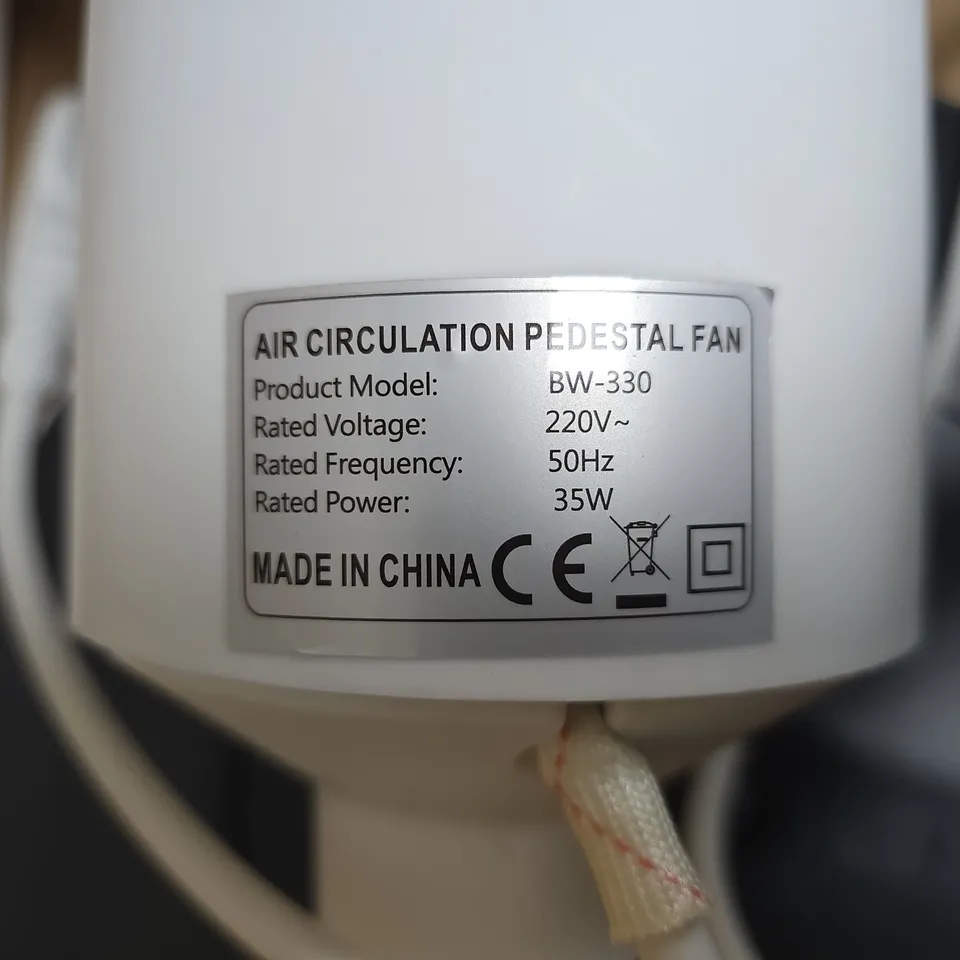 AIR CIRCULATION PEDESTAL FAN
Product Model: BW-330
Rated Voltage: 220V~
Rated Frequency: 50Hz
Rated Power: 35W
MADE IN CHINA CE